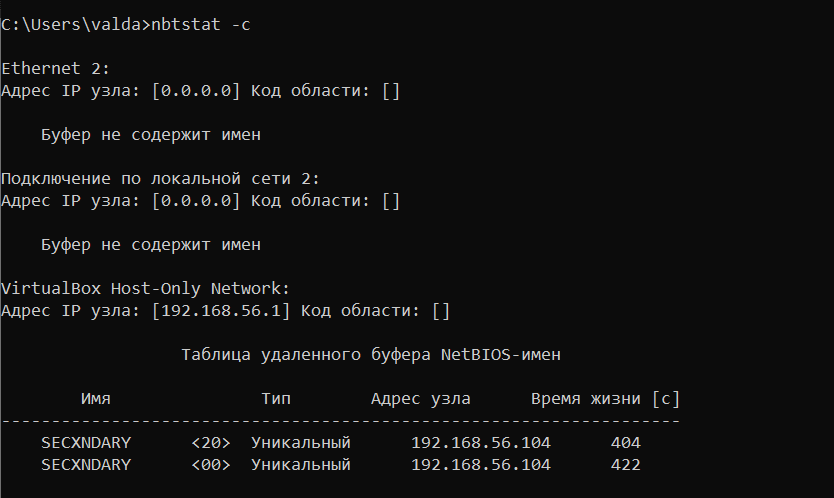 C:\Users\valda>nbtstat -c
Ethernet 2:
Адрес IP узла: [0.0.0.0] Код области: []
Буфер не содержит имен
Подключение по локальной сети 2:
Адрес IP узла: [0.0.0.0] Код области: []
Буфер не содержит имен
VirtualBox Host-Only Network:
Адрес IP узла: [192.168.56.1] Код области: []
Таблица удаленного буфера NetBIOS-имен
Имя Тип Адрес узла Время жизни [с]
--------------------------------------------------------------------
SECXNDARY <20> Уникальный 192.168.56.104 404
SECXNDARY <00> Уникальный 192.168.56.104 422